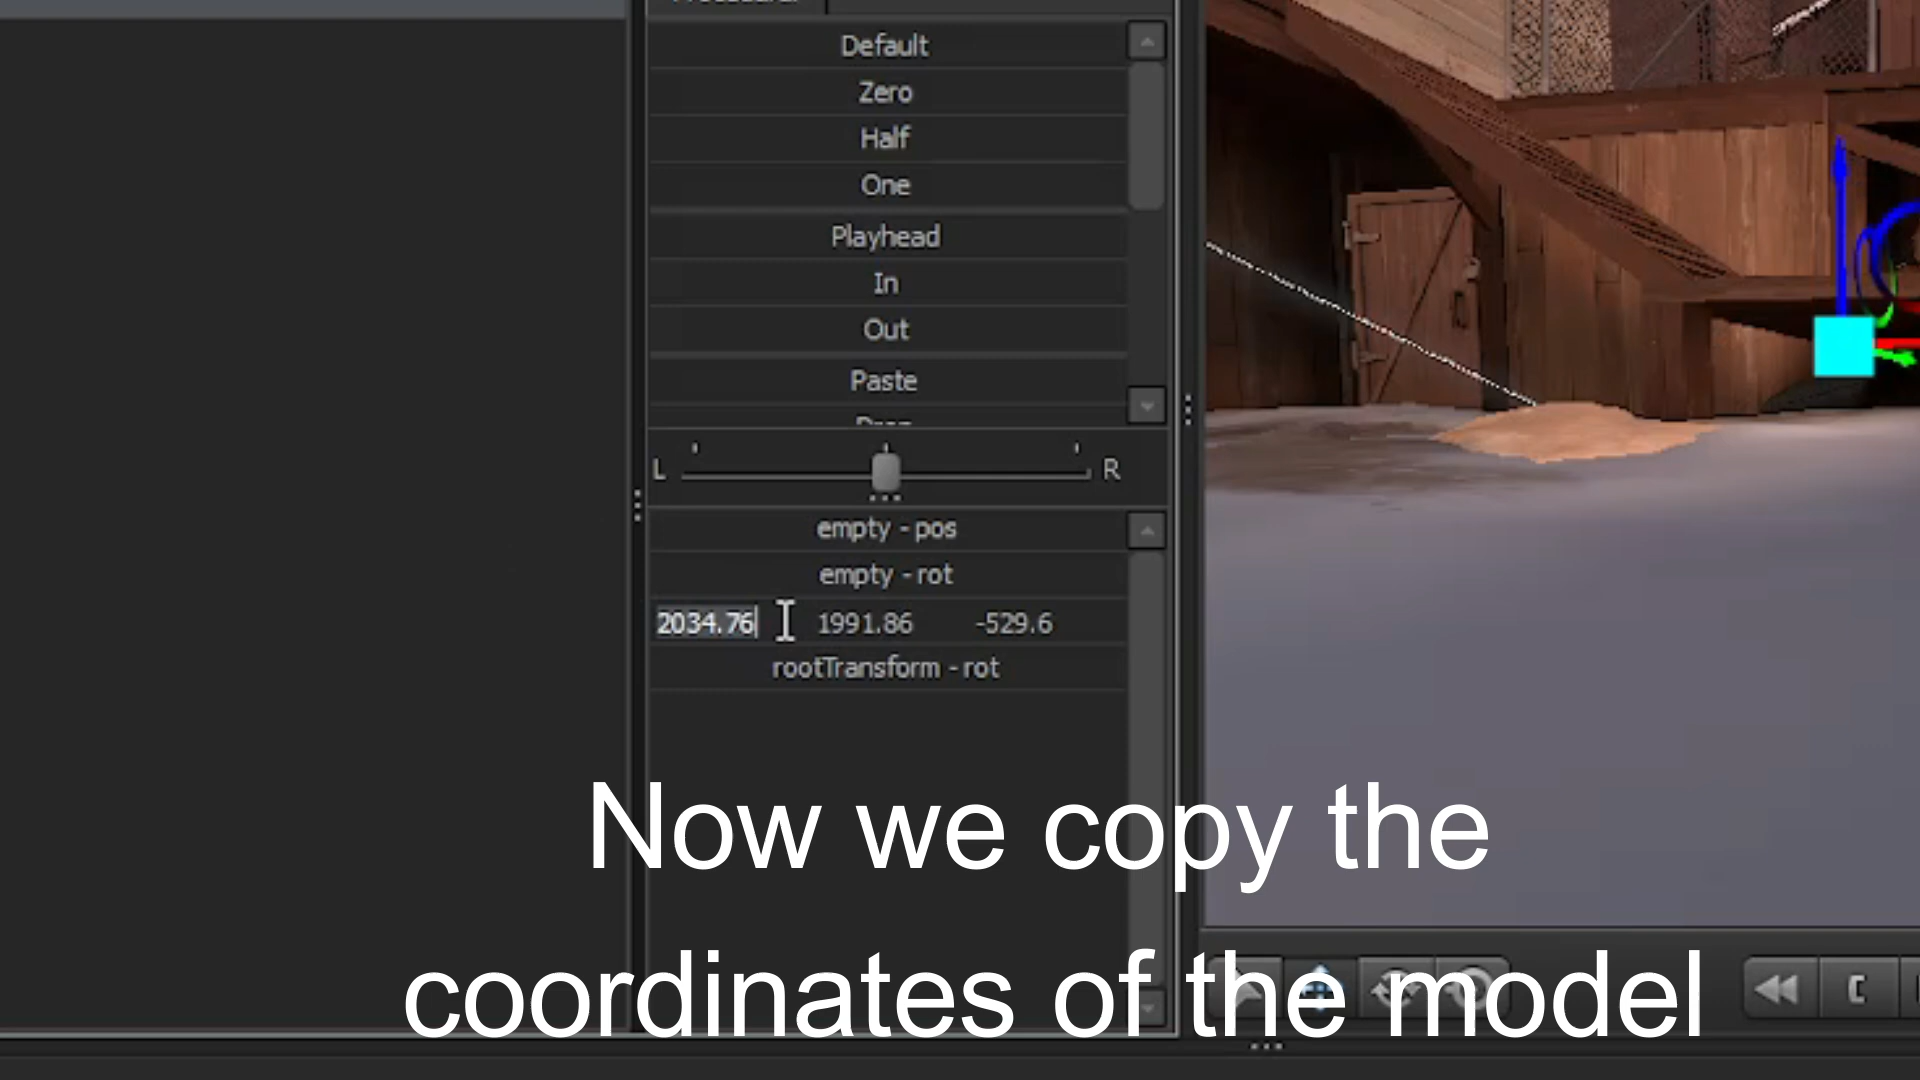 Default
Zero
Half
One
Playhead
In
Out
Paste
L R
empty - pos
empty - rot
2034.76 1991.86 -529.6
rootTransform - rot
Now we copy the
coordinates of the model